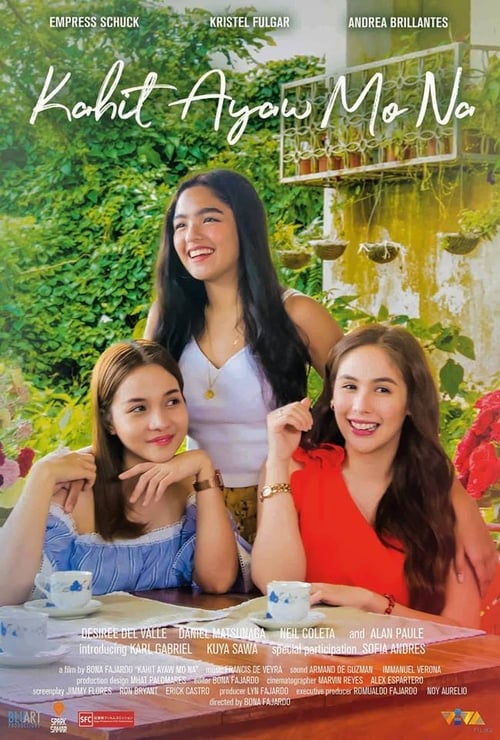 EMPRESS SCHUCK KRISTEL FULGAR ANDREA BRILLANTES
Kahit Ayaw Mo Na
DESIREE DEL VALLE DANIEL MATSUNAGA NEIL COLETA and ALAN PAULE
introducing KARL GABRIEL KUYA SAWA special participation SOFIA ANDRES
a film by BONA FAJARDO "KAHIT AYAW MO NA" music FRANCIS DE VEYRA sound ARMAND DE GUZMAN IMMANUEL VERONA
production design MHAT PALOMARES editor BONA FAJARDO cinematographer MARVIN REYES ALEX ESPARTERO
screenplay JIMMY FLORES RON BRYANT ERICK CASTRO producer LYN FAJARDO executive producer ROMUALDO FAJARDO NOY AURELIO
directed by BONA FAJARDO
BLUART
PRODUCTIONS
SPARK
SAMAR
SFC
VIVA
FILMS